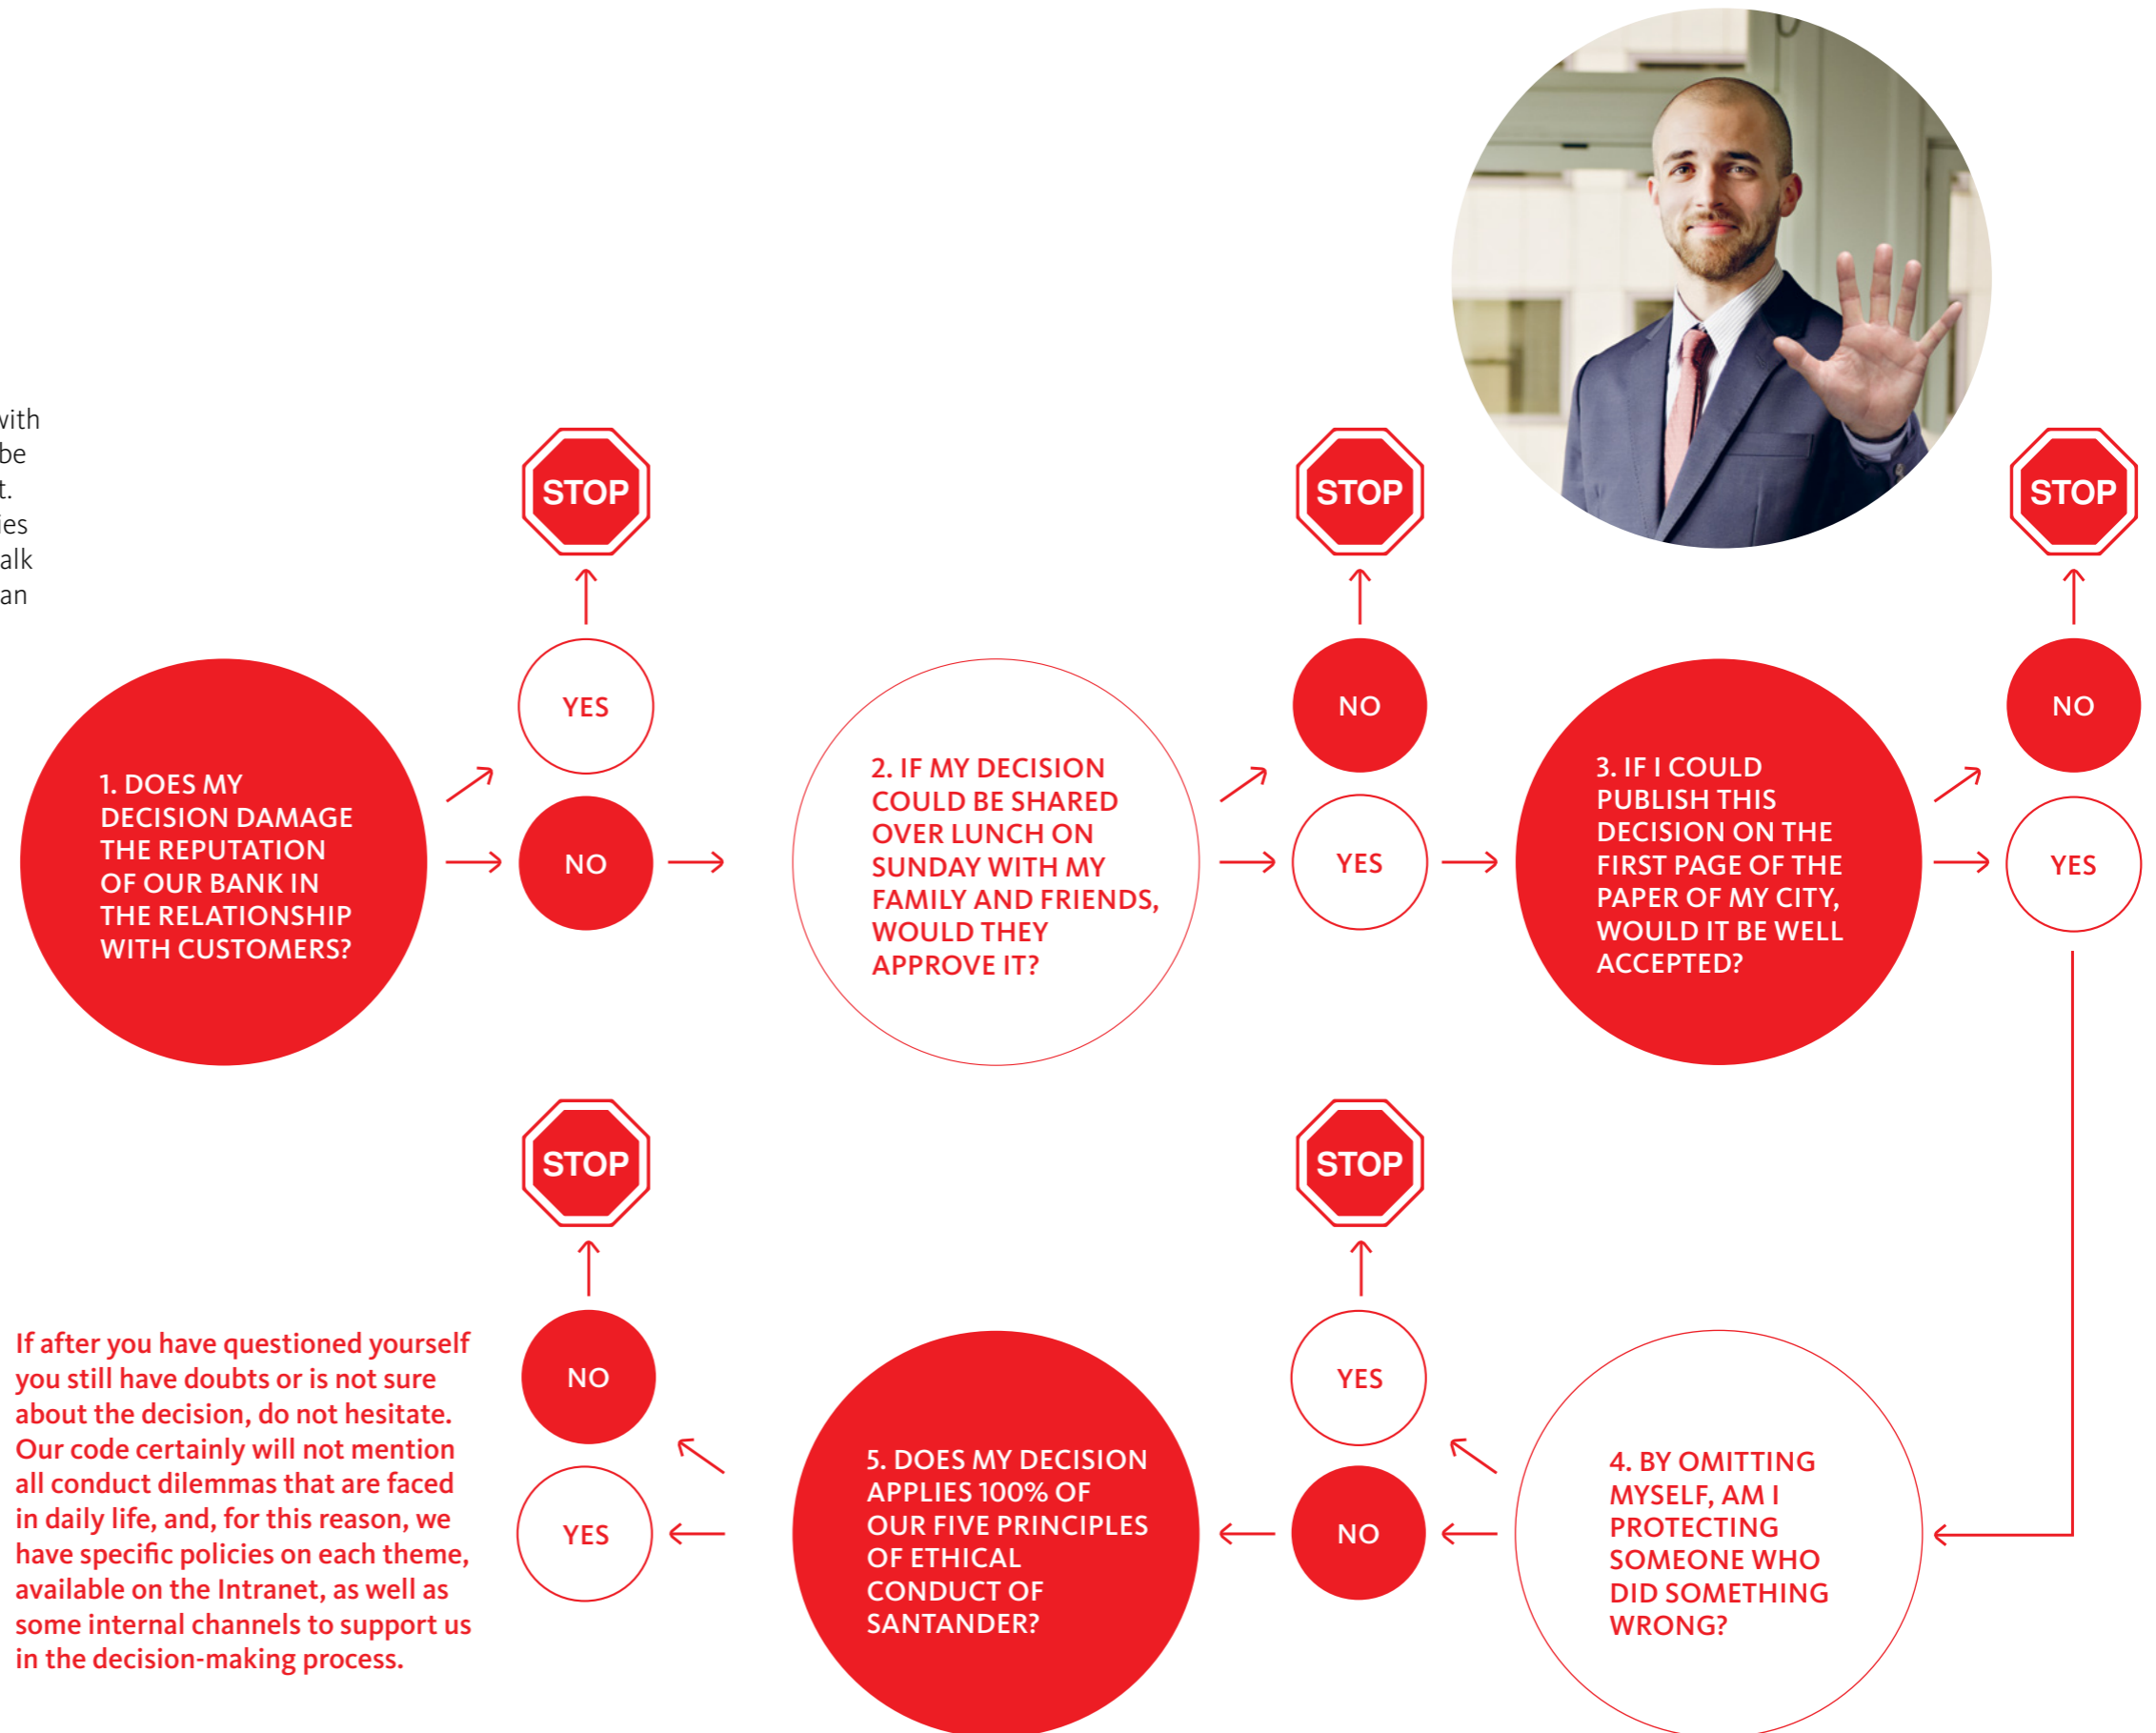 with
be
t.
ies
alk
an
STOP
YES
1. DOES MY
DECISION DAMAGE
THE REPUTATION
OF OUR BANK IN
THE RELATIONSHIP
WITH CUSTOMERS?
NO
STOP
NO
2. IF MY DECISION
COULD BE SHARED
OVER LUNCH ON
SUNDAY WITH MY
FAMILY AND FRIENDS,
WOULD THEY
APPROVE IT?
YES
STOP
NO
3. IF I COULD
PUBLISH THIS
DECISION ON THE
FIRST PAGE OF THE
PAPER OF MY CITY,
WOULD IT BE WELL
ACCEPTED?
YES
STOP
YES
4. BY OMITTING
MYSELF, AM I
PROTECTING
SOMEONE WHO
DID SOMETHING
WRONG?
NO
STOP
NO
5. DOES MY DECISION
APPLIES 100% OF
OUR FIVE PRINCIPLES
OF ETHICAL
CONDUCT OF
SANTANDER?
YES
If after you have questioned yourself
you still have doubts or is not sure
about the decision, do not hesitate.
Our code certainly will not mention
all conduct dilemmas that are faced
in daily life, and, for this reason, we
have specific policies on each theme,
available on the Intranet, as well as
some internal channels to support us
in the decision-making process.